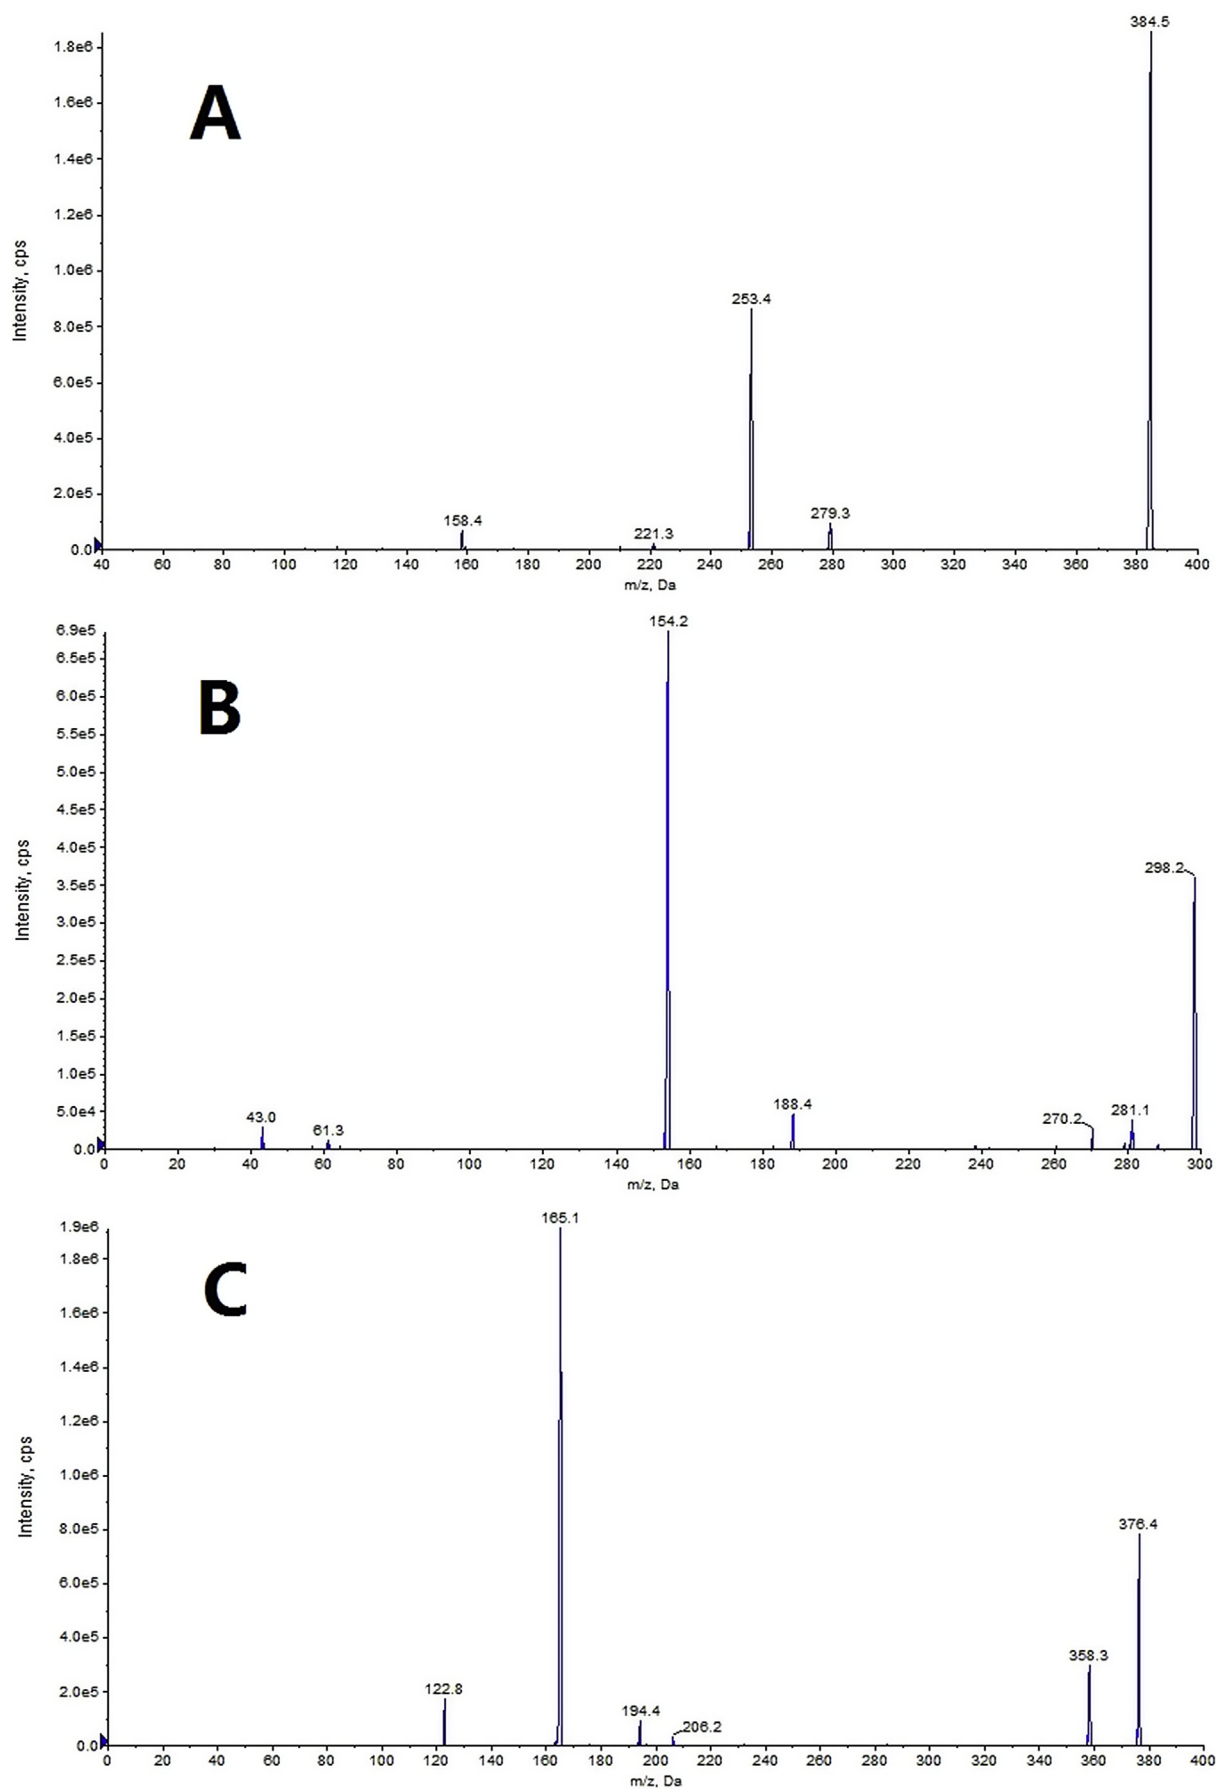 384.5
1.8e6
A
1.6e6
1.4e6
1.2e6
Intensity, cps
1.0e6
253.4
8.0e5
6.0e5
4.0e5
2.0e5
158.4
221.3
279.3
0.0
40 60 80 100 120 140 160 180 200 220 240 260 280 300 320 340 360 380 400
m/z, Da
154.2
6.9e5
6.5e5
B
6.0e5
5.5e5
5.0e5
4.5e5
4.0e5
Intensity, cps
298.2
3.5e5
3.0e5
2.5e5
2.0e5
1.5e5
1.0e5
5.0e4
43.0
61.3
188.4
270.2
281.1
0.0
0 20 40 60 80 100 120 140 160 180 200 220 240 260 280 300
m/z, Da
165.1
1.9e6
1.8e6
C
1.6e6
1.4e6
1.2e6
Intensity, cps
1.0e6
8.0e5
376.4
6.0e5
4.0e5
358.3
2.0e5
122.8
194.4
206.2
0.0
0 20 40 60 80 100 120 140 160 180 200 220 240 260 280 300 320 340 360 380 400
m/z, Da